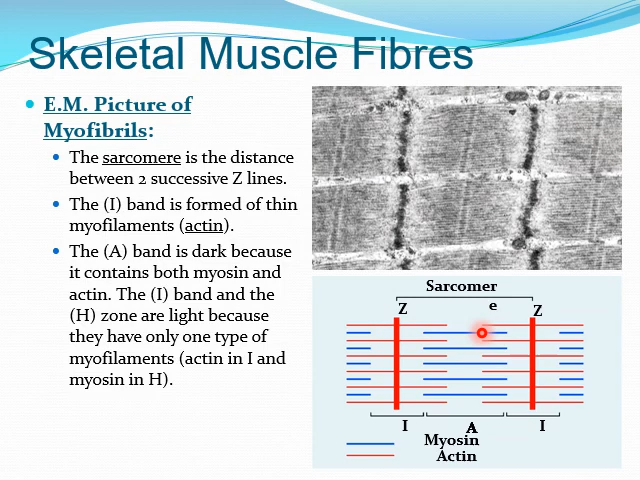 Skeletal Muscle Fibres
E.M. Picture of
Myofibrils:
The sarcomere is the distance
between 2 successive Z lines.
The (I) band is formed of thin
myofilaments (actin).
The (A) band is dark because
it contains both myosin and
actin. The (I) band and the
(H) zone are light because
they have only one type of
myofilaments (actin in I and
myosin in H).
Sarcomer
e
Z Z
I A I
Myosin
Actin